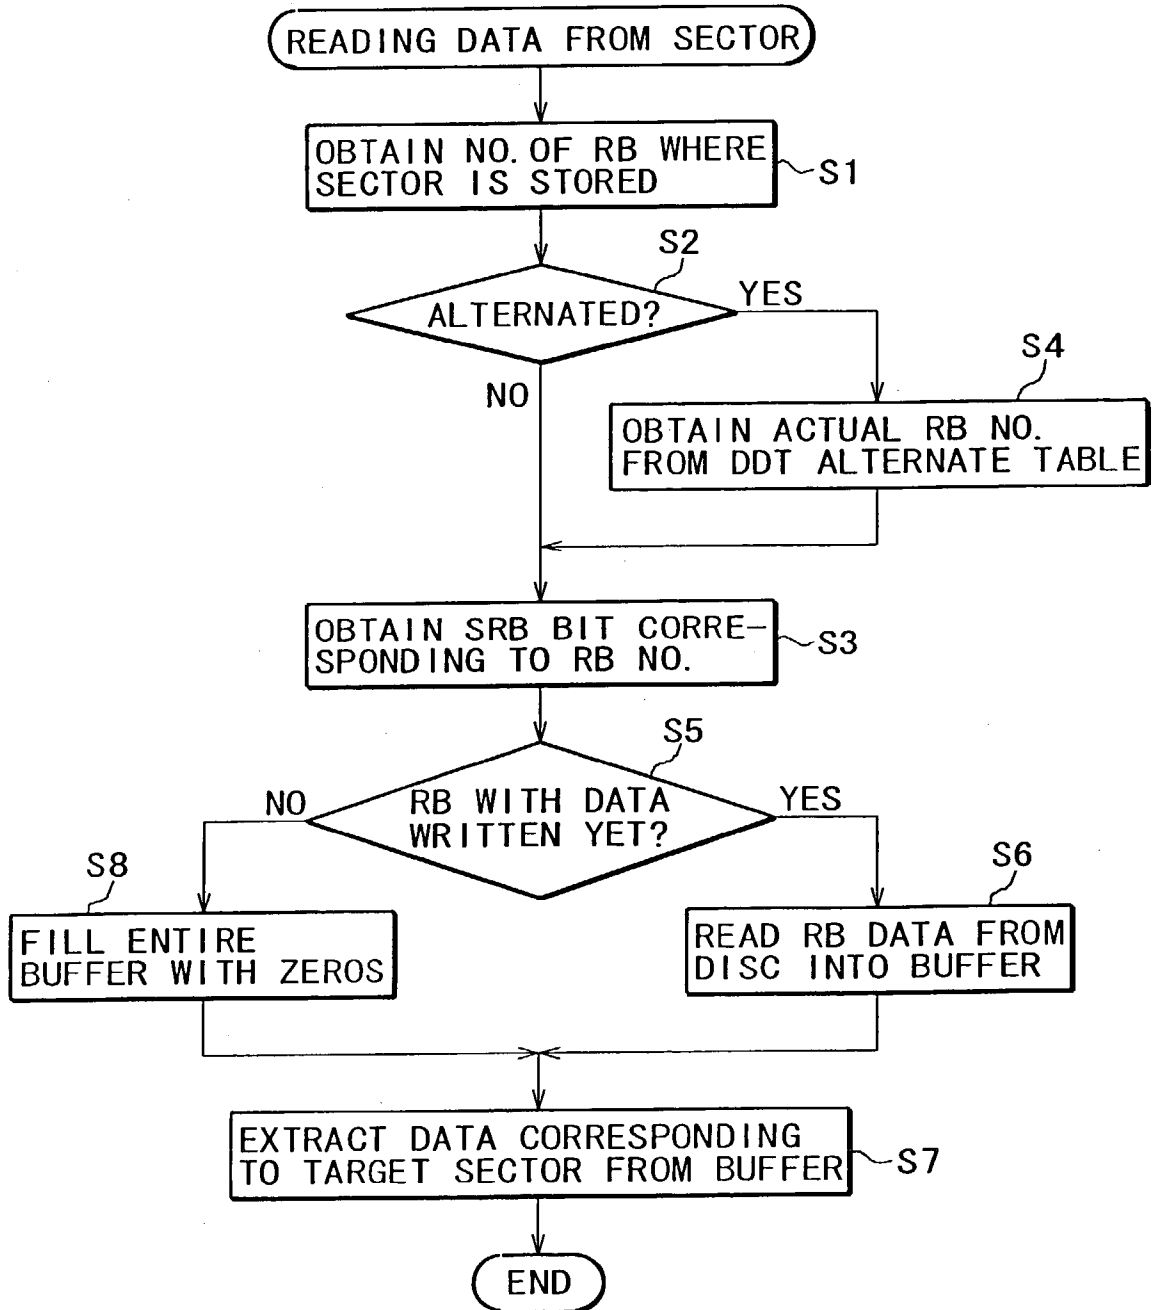 READING DATA FROM SECTOR
OBTAIN NO. OF RB WHERE
SECTOR IS STORED
S1
S2
ALTERNATED?
YES
NO
S4
OBTAIN ACTUAL RB NO.
FROM DDT ALTERNATE TABLE
OBTAIN SRB BIT CORRE-
SPONDING TO RB NO.
S3
S5
RB WITH DATA
WRITTEN YET?
NO
YES
S8
FILL ENTIRE
BUFFER WITH ZEROS
S6
READ RB DATA FROM
DISC INTO BUFFER
EXTRACT DATA CORRESPONDING
TO TARGET SECTOR FROM BUFFER
S7
END